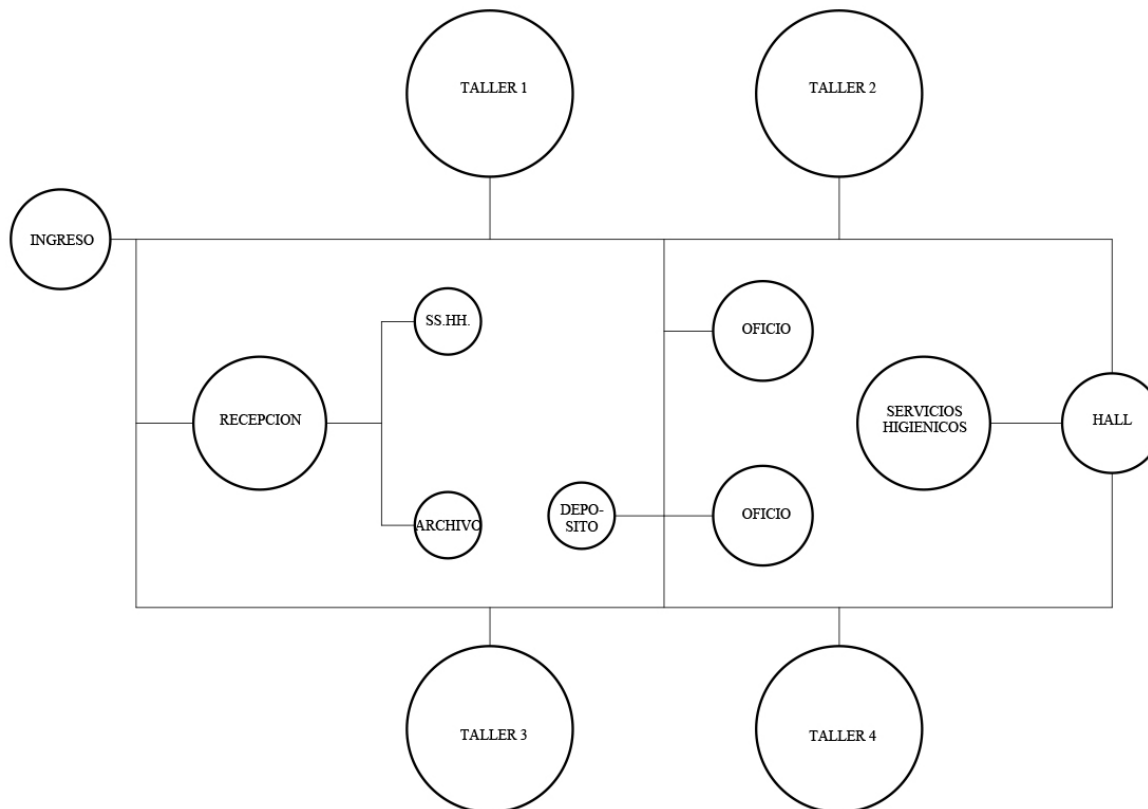 TALLER 1
TALLER 2
INGRESO
SS.HH.
OFICIO
RECEPCION
SERVICIOS
HIGIENICOS
HALL
ARCHIVO
DEPO-
SITO
OFICIO
TALLER 3
TALLER 4